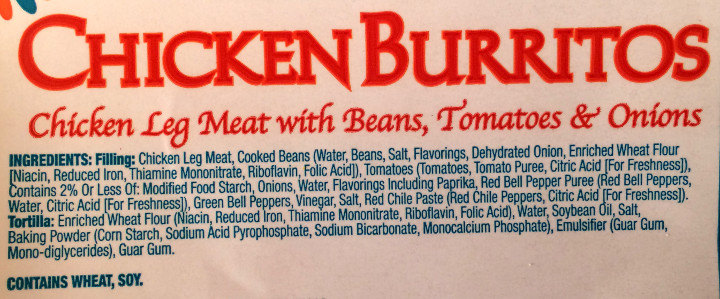 CHICKEN BURRITOS
Chicken Leg Meat with Beans, Tomatoes & Onions
INGREDIENTS: Filling: Chicken Leg Meat, Cooked Beans (Water, Beans, Salt, Flavorings, Dehydrated Onion, Enriched Wheat Flour
[Niacin, Reduced Iron, Thiamine Mononitrate, Riboflavin, Folic Acid]), Tomatoes (Tomatoes, Tomato Puree, Citric Acid [For Freshness]),
Contains 2% Or Less Of: Modified Food Starch, Onions, Water, Flavorings Including Paprika, Red Bell Pepper Puree (Red Bell Peppers,
Water, Citric Acid [For Freshness]), Green Bell Peppers, Vinegar, Salt, Red Chile Paste (Red Chile Peppers, Citric Acid [For Freshness]).
Tortilla: Enriched Wheat Flour (Niacin, Reduced Iron, Thiamine Mononitrate, Riboflavin, Folic Acid), Water, Soybean Oil, Salt,
Baking Powder (Corn Starch, Sodium Acid Pyrophosphate, Sodium Bicarbonate, Monocalcium Phosphate), Emulsifier (Guar Gum,
Mono-diglycerides), Guar Gum.
CONTAINS WHEAT, SOY.